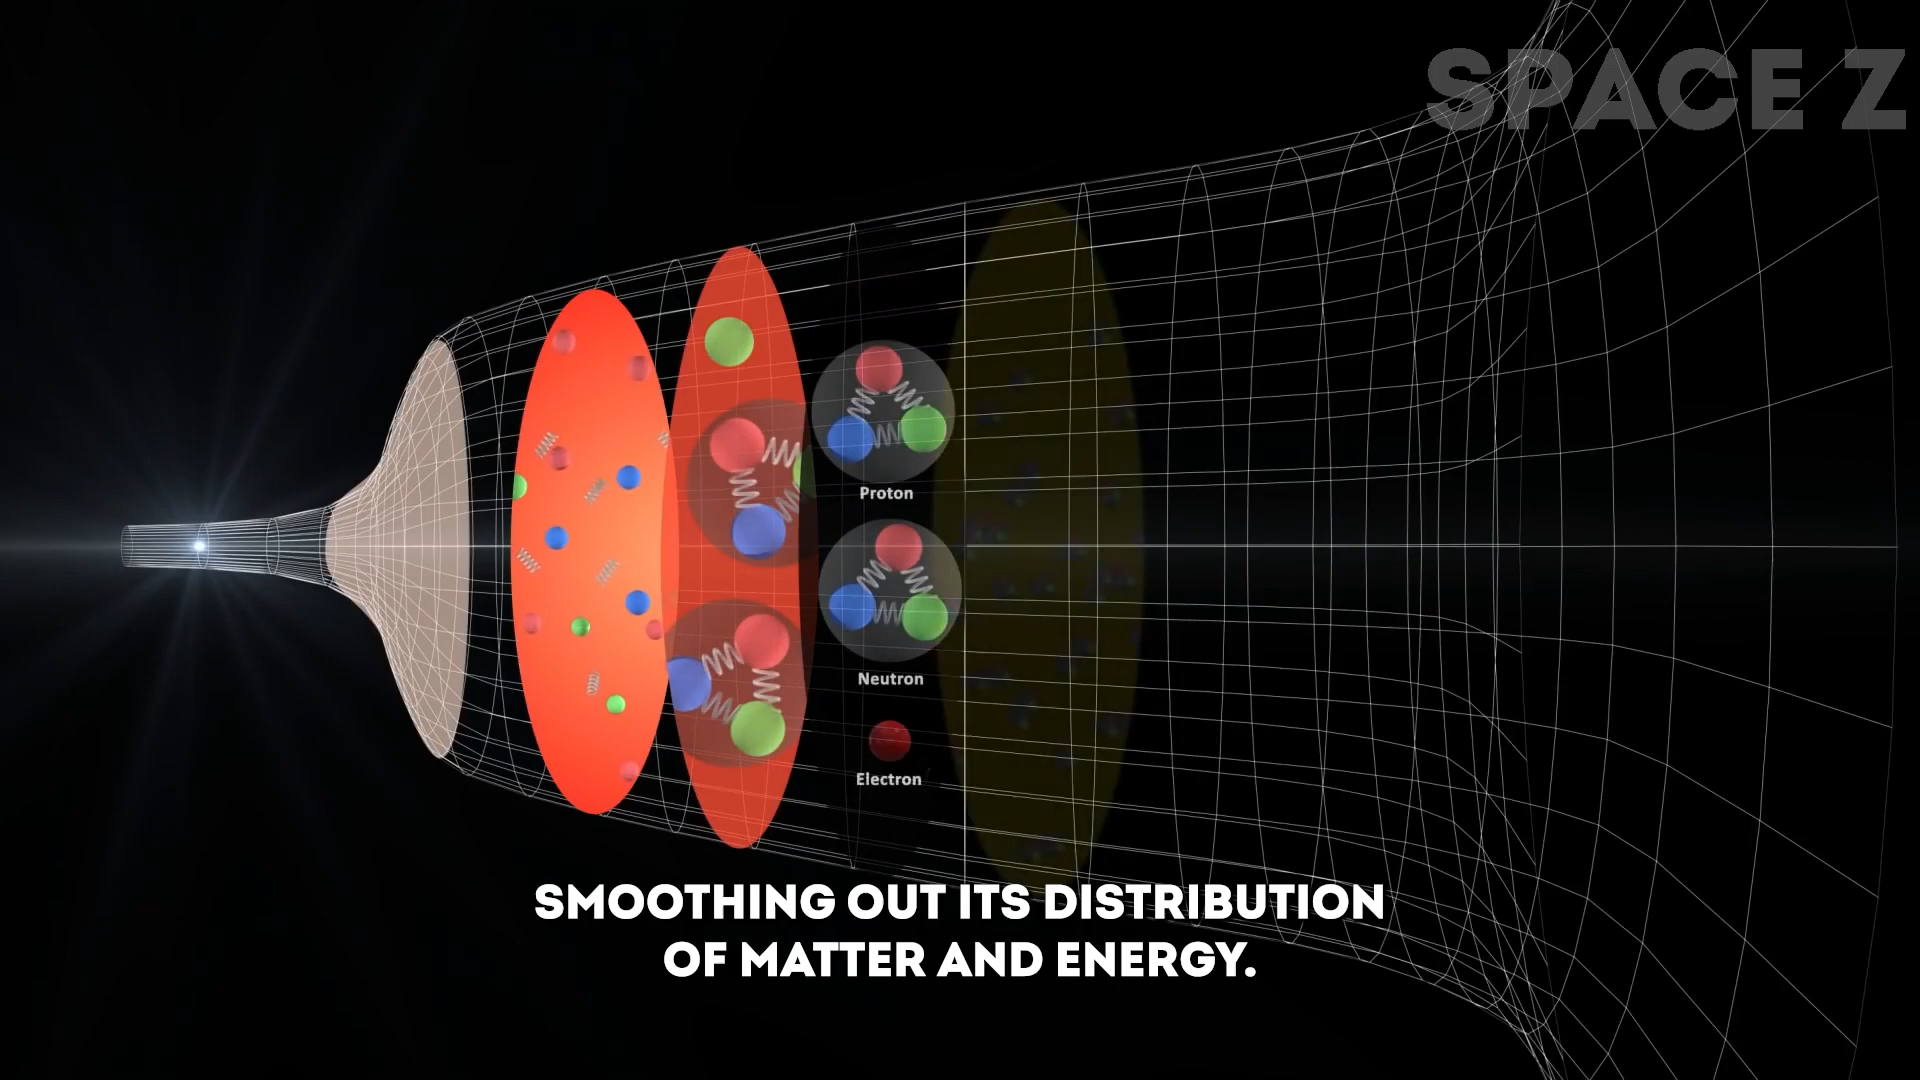 SPACE Z
Proton
Neutron
Electron
SMOOTHING OUT ITS DISTRIBUTION
OF MATTER AND ENERGY.